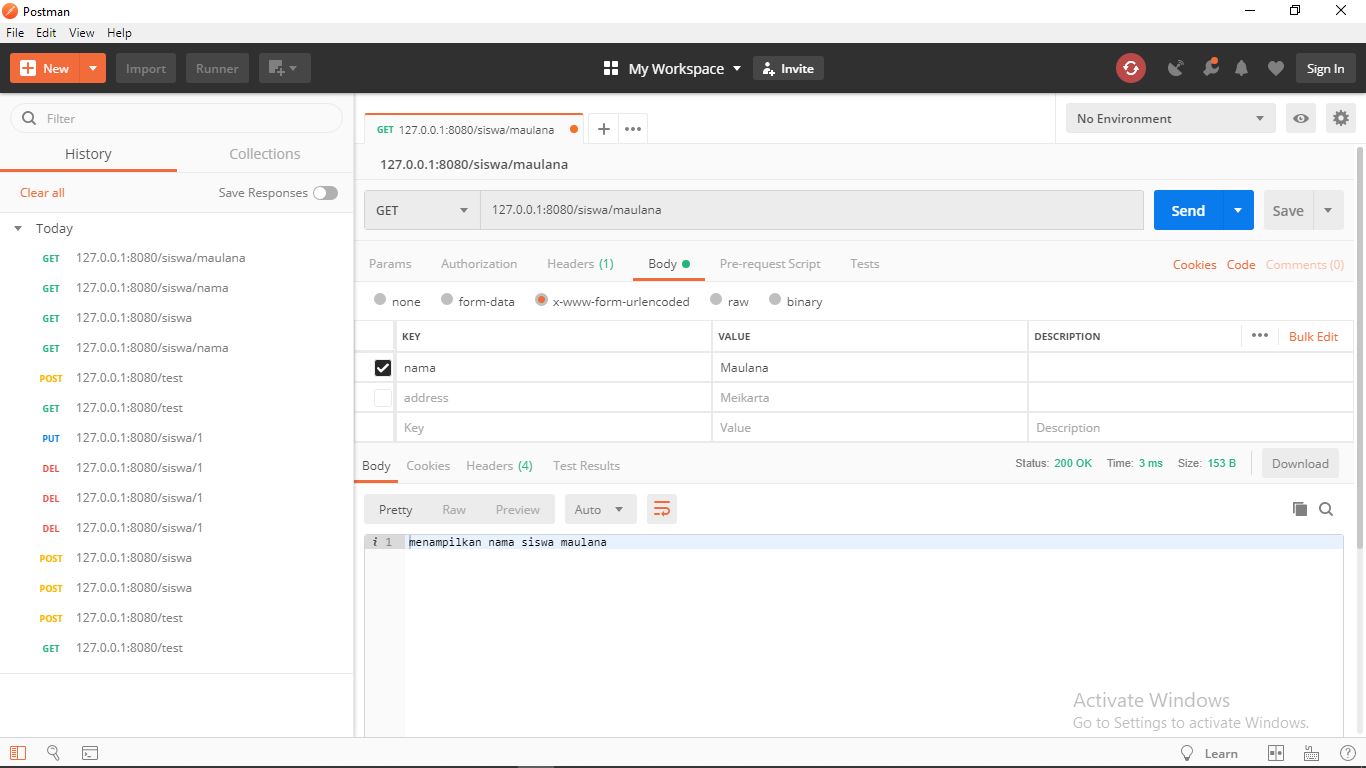 Postman
File Edit View Help
New Import Runner My Workspace Invite Sign In
Filter
History Collections
Clear all Save Responses
Today
GET 127.0.0.1:8080/siswa/maulana
GET 127.0.0.1:8080/siswa/nama
GET 127.0.0.1:8080/siswa
GET 127.0.0.1:8080/siswa/nama
POST 127.0.0.1:8080/test
GET 127.0.0.1:8080/test
PUT 127.0.0.1:8080/siswa/1
DEL 127.0.0.1:8080/siswa/1
DEL 127.0.0.1:8080/siswa/1
DEL 127.0.0.1:8080/siswa/1
POST 127.0.0.1:8080/siswa
POST 127.0.0.1:8080/siswa
POST 127.0.0.1:8080/test
GET 127.0.0.1:8080/test
GET 127.0.0.1:8080/siswa/maulana + ••• No Environment
127.0.0.1:8080/siswa/maulana
GET 127.0.0.1:8080/siswa/maulana Send Save
Params Authorization Headers (1) Body Pre-request Script Tests Cookies Code Comments (0)
none form-data x-www-form-urlencoded raw binary
KEY VALUE DESCRIPTION ••• Bulk Edit
nama Maulana
address Meikarta
Key Value Description
Body Cookies Headers (4) Test Results Status: 200 OK Time: 3 ms Size: 153 B Download
Pretty Raw Preview Auto
i 1 menampilkan nama siswa maulana
Activate Windows
Go to Settings to activate Windows.
Learn ?